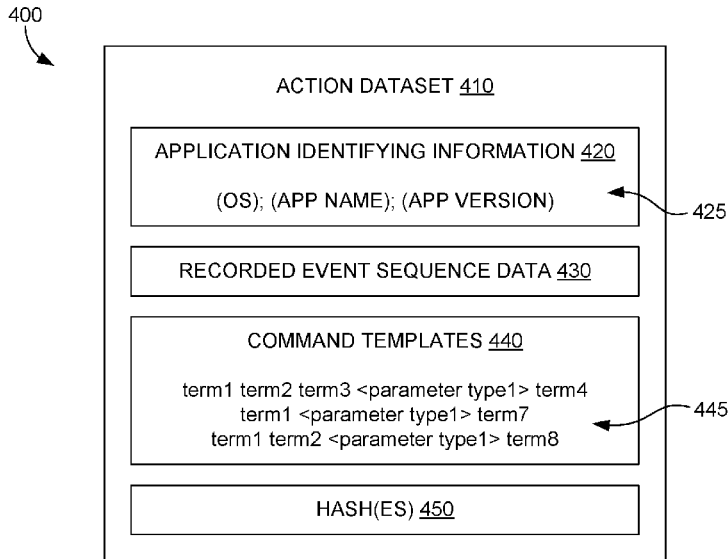 400
ACTION DATASET 410
APPLICATION IDENTIFYING INFORMATION 420
(OS); (APP NAME); (APP VERSION)
425
RECORDED EVENT SEQUENCE DATA 430
COMMAND TEMPLATES 440
term1 term2 term3 <parameter type1> term4
term1 <parameter type1> term7
term1 term2 <parameter type1> term8
445
HASH(ES) 450